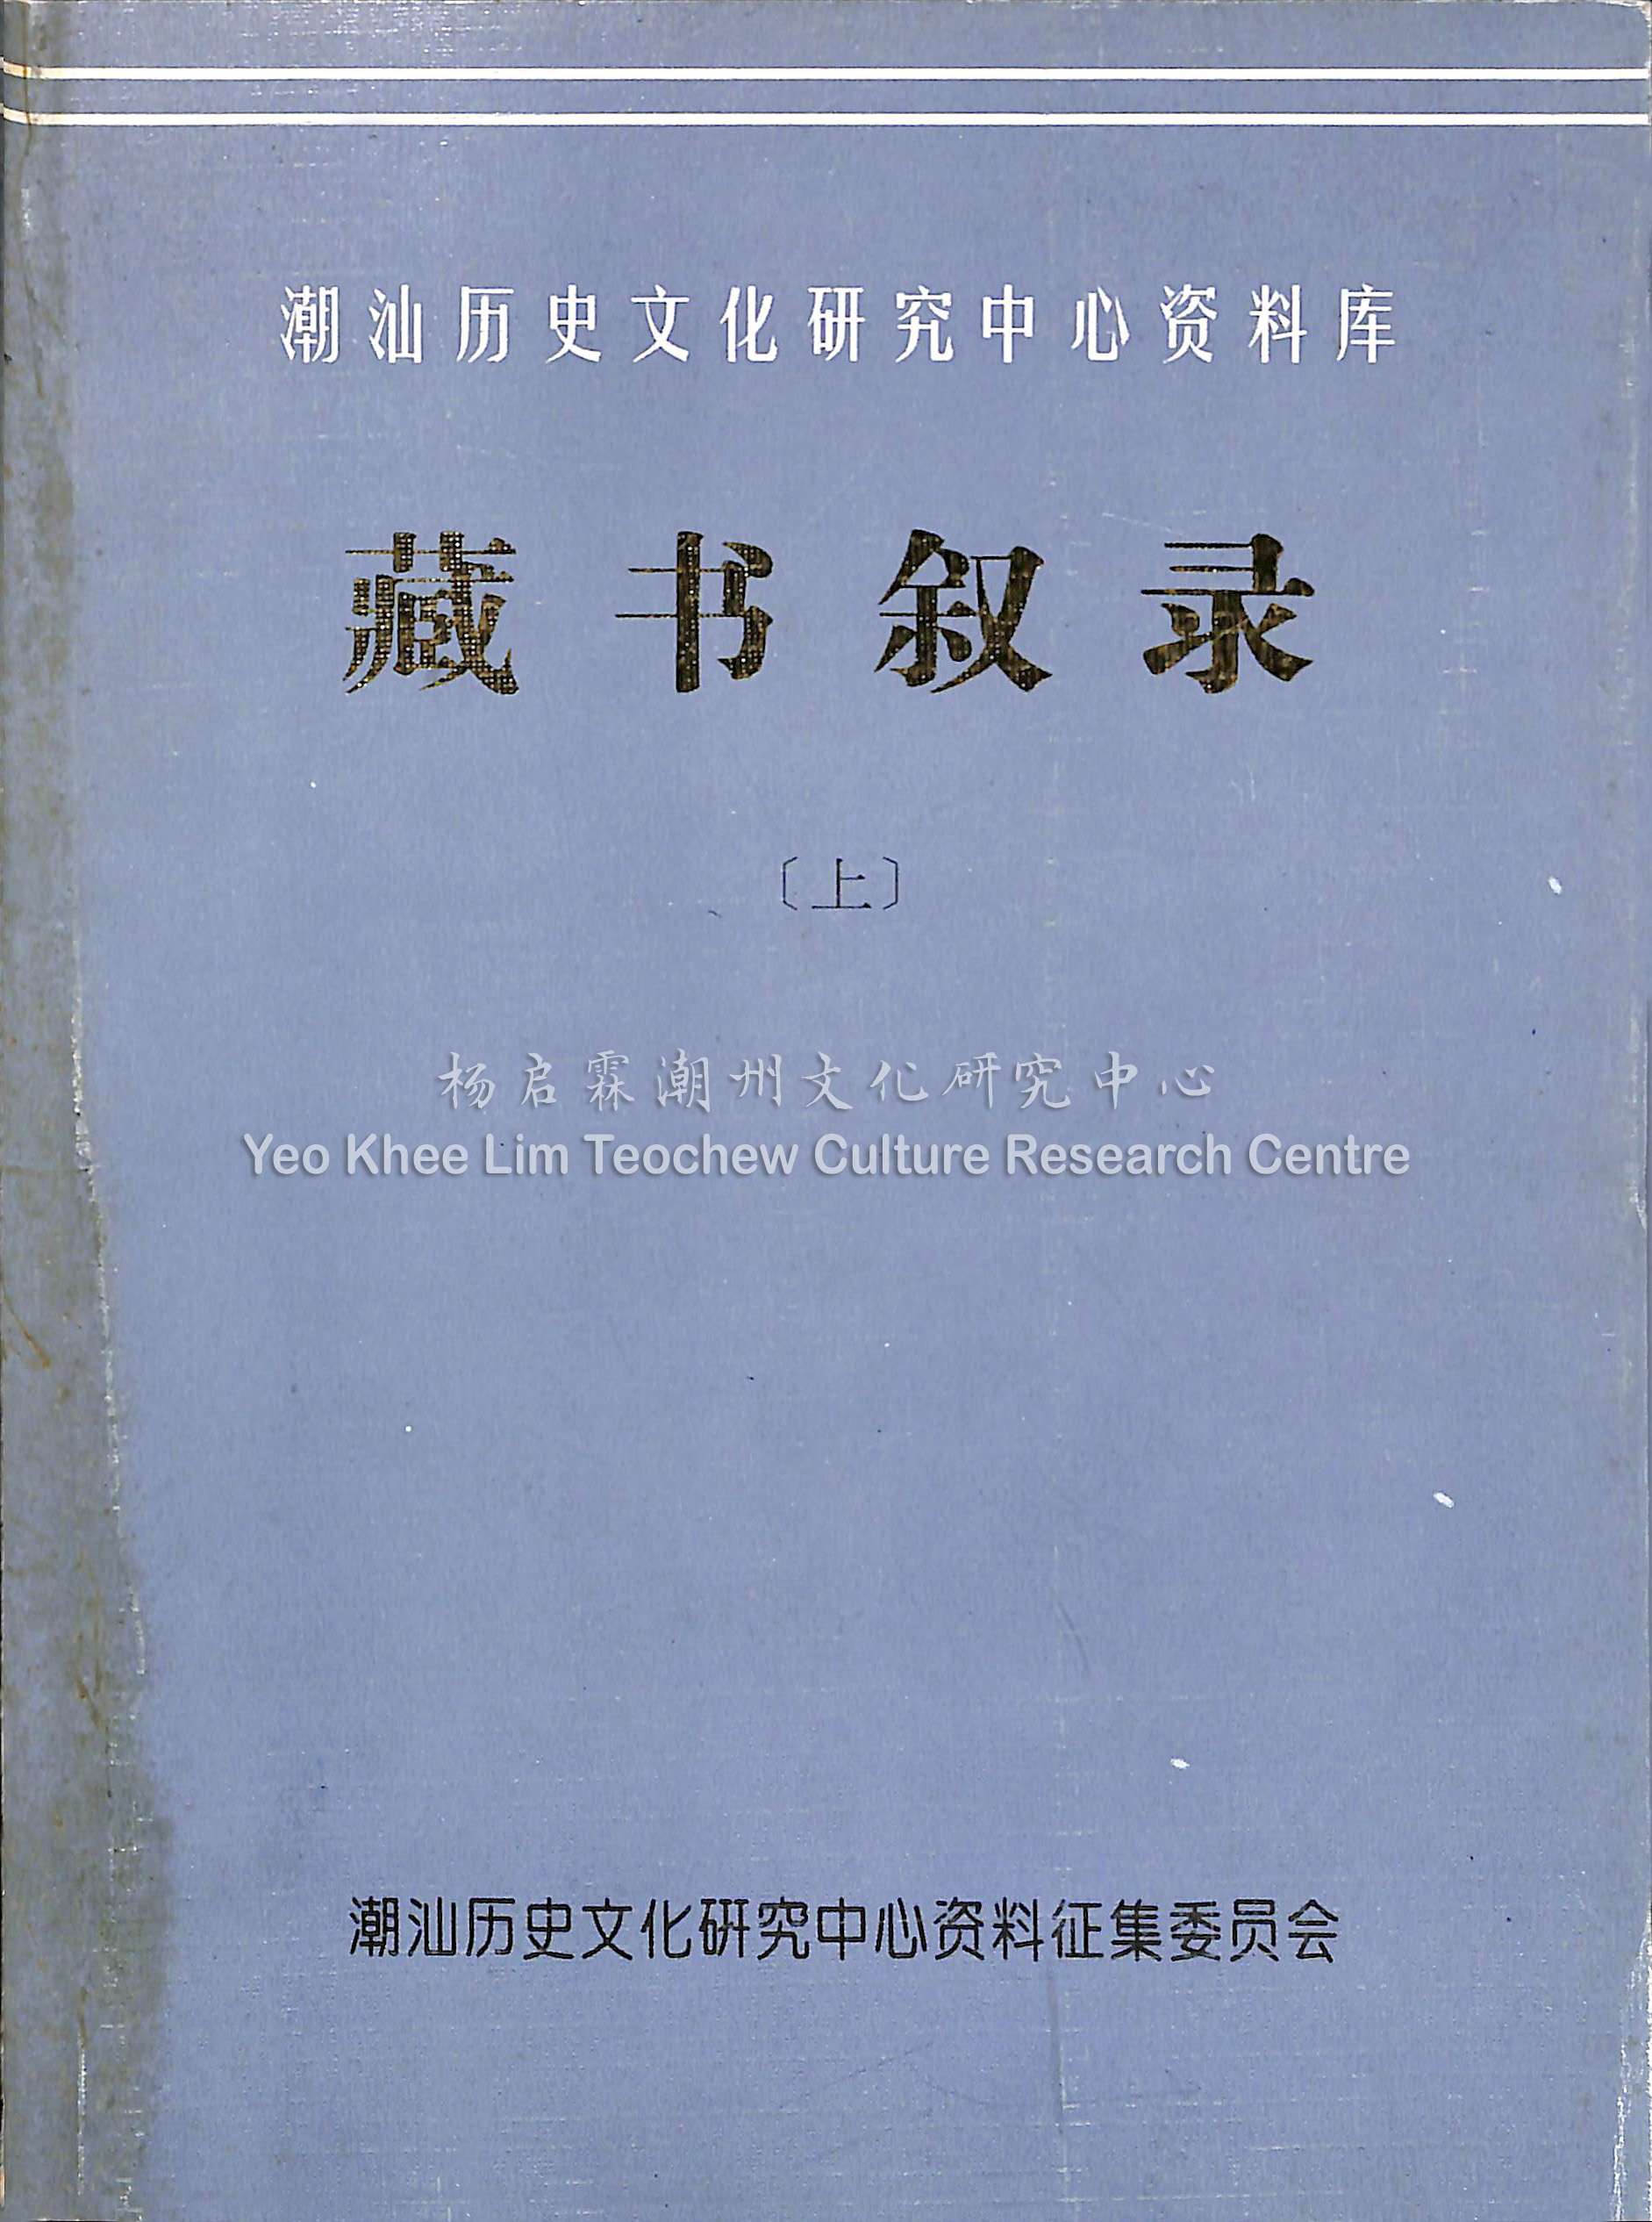 潮汕历史文化研究中心资料库
藏书叙录
〔上〕
杨启霖潮州文化研究中心
Yeo Khee Lim Teochew Culture Research Centre
潮汕历史文化研究中心资料征集委员会